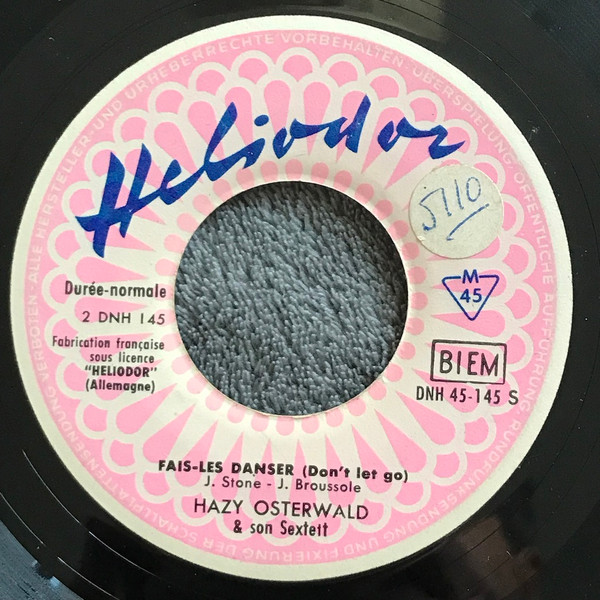 ALLE HERSTELLER- UND URHEBERRECHTE VORBEHALTEN · ÜBERSPIELUNG · ÖFFENTLICHE AUFFÜHRUNG · RUNDFUNKSENDUNG UND FIXIERUNG DER SCHALLPLATTENSENDUNG VERBOTEN ·
Heliodor
5110
Durée-normale
2 DNH 145
Fabrication française
sous licence
"HELIODOR"
(Allemagne)
M
45
BIEM
DNH 45-145 S
FAIS-LES DANSER (Don't let go)
J. Stone - J. Broussole
HAZY OSTERWALD
& son Sextett